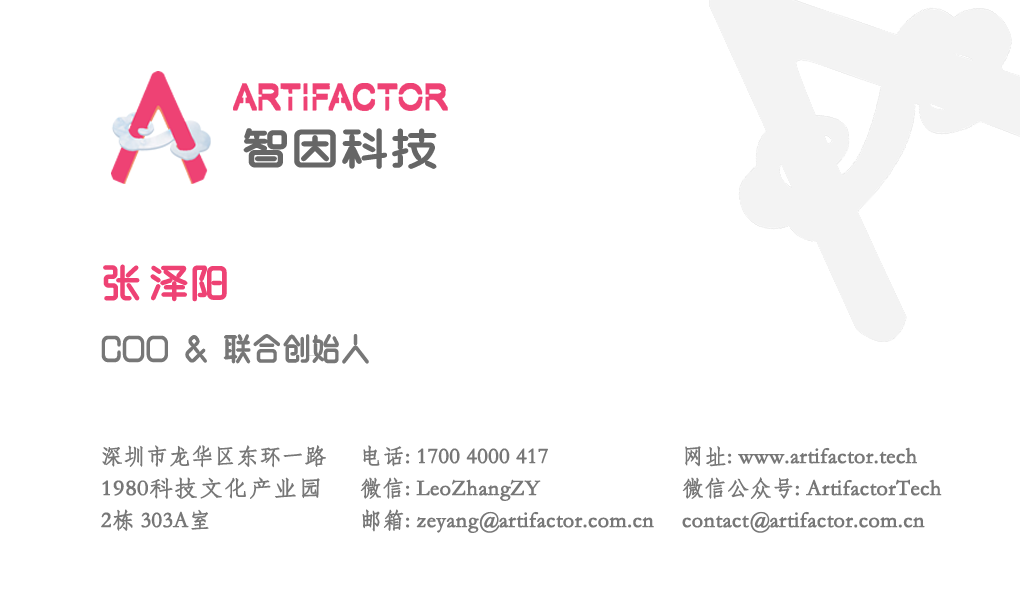 ARTIFACTOR
智因科技
张 泽阳
COO & 联合创始人
深圳市龙华区东环一路
1980科技文化产业园
2栋 303A室
电话: 1700 4000 417
微信: LeoZhangZY
邮箱: zeyang@artifactor.com.cn
网址: www.artifactor.tech
微信公众号: ArtifactorTech
contact@artifactor.com.cn